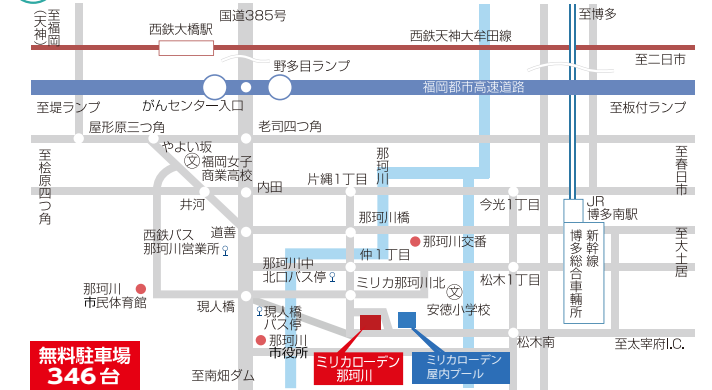 至福岡
（天神）
国道385号
至博多
西鉄大橋駅
西鉄天神大牟田線
至二日市
野多目ランプ
福岡都市高速道路
至堤ランプ
がんセンター入口
至板付ランプ
屋形原三つ角
老司四つ角
やよい坂
文
福岡女子
商業高校
那珂川
至春日市
至桧原四つ角
内田
片縄1丁目
井河
今光1丁目
JR
博多南駅
西鉄バス
那珂川営業所
道善
那珂川橋
那珂川交番
新幹線
博多総合車輌所
至大土居
仲1丁目
那珂川中
北口バス停
ミリカ那珂川北
松木1丁目
文
安徳小学校
那珂川
市民体育館
現人橋
現人橋
バス停
那珂川
市役所
松木南
至太宰府I.C.
無料駐車場
346台
至南畑ダム
ミリカローデン
那珂川
ミリカローデン
屋内プール